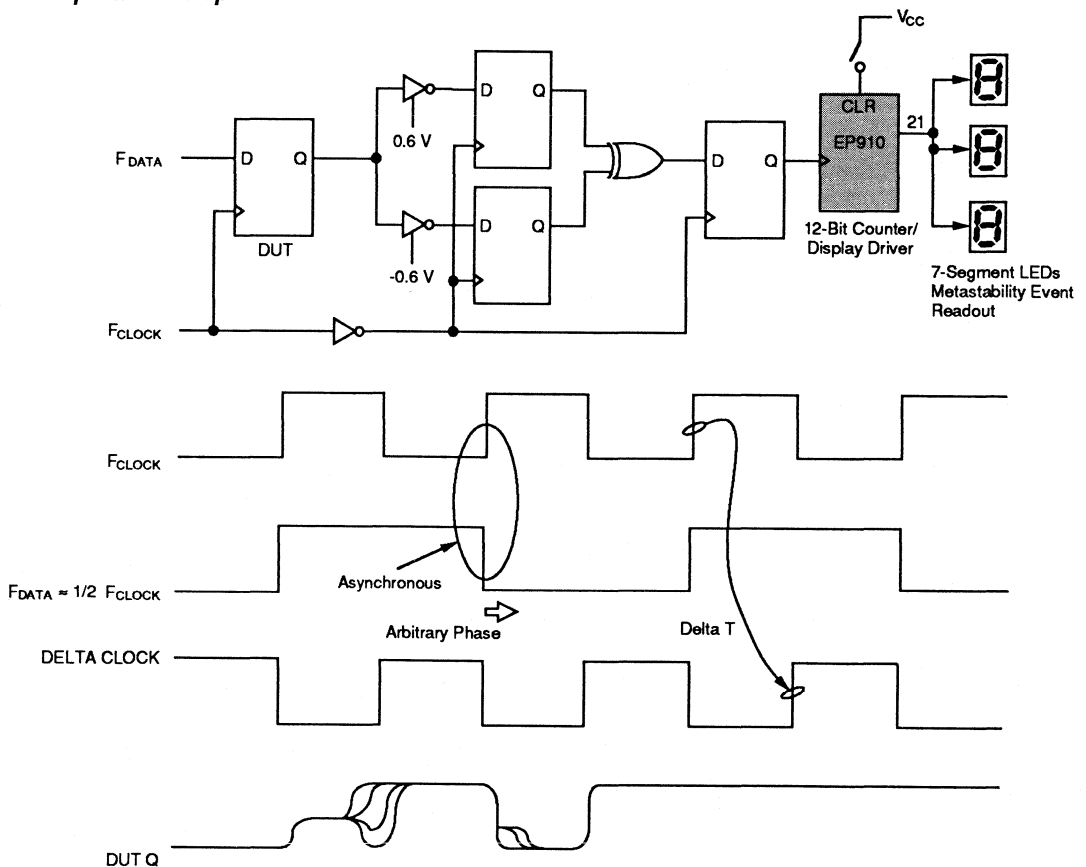 VCC
D Q
0.6 V
CLR
EP910
21
FDATA
D Q
DUT
D Q
-0.6 V
D Q
12-Bit Counter/
Display Driver
7-Segment LEDs
Metastability Event
Readout
FCLOCK
FCLOCK
Asynchronous
FDATA ≈ 1/2 FCLOCK
Arbitrary Phase
Delta T
DELTA CLOCK
DUT Q